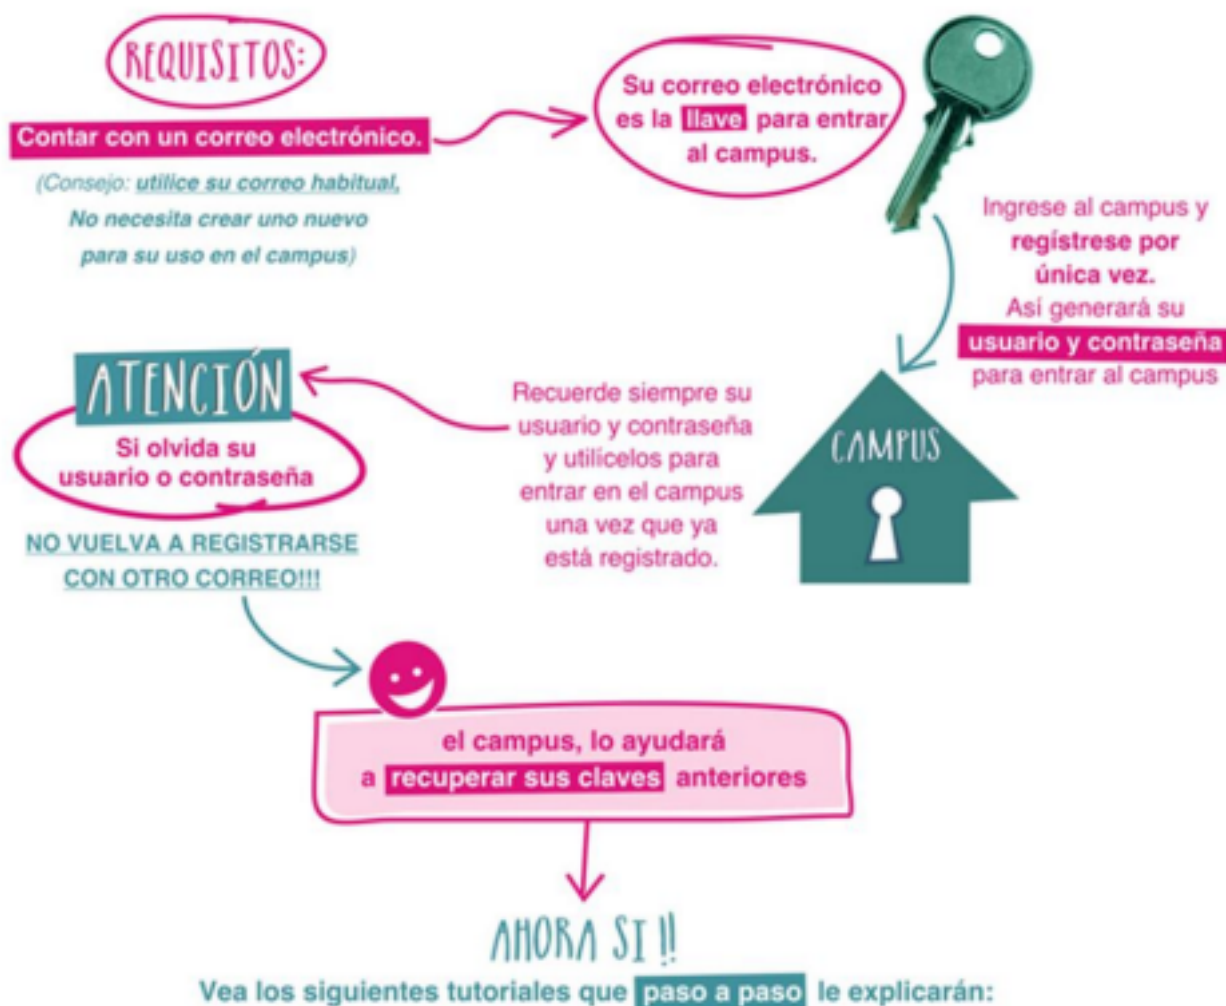 REQUISITOS:
Contar con un correo electrónico.
(Consejo: utilice su correo habitual,
No necesita crear uno nuevo
para su uso en el campus)
Su correo electrónico
es la llave para entrar
al campus.
Ingrese al campus y
regístrese por
única vez.
Así generará su
usuario y contraseña
para entrar al campus
CAMPUS
Recuerde siempre su
usuario y contraseña
y utilícelos para
entrar en el campus
una vez que ya
está registrado.
ATENCIÓN
Si olvida su
usuario o contraseña
NO VUELVA A REGISTRARSE
CON OTRO CORREO!!!
el campus, lo ayudará
a recuperar sus claves anteriores
AHORA SI !!
Vea los siguientes tutoriales que paso a paso le explicarán: